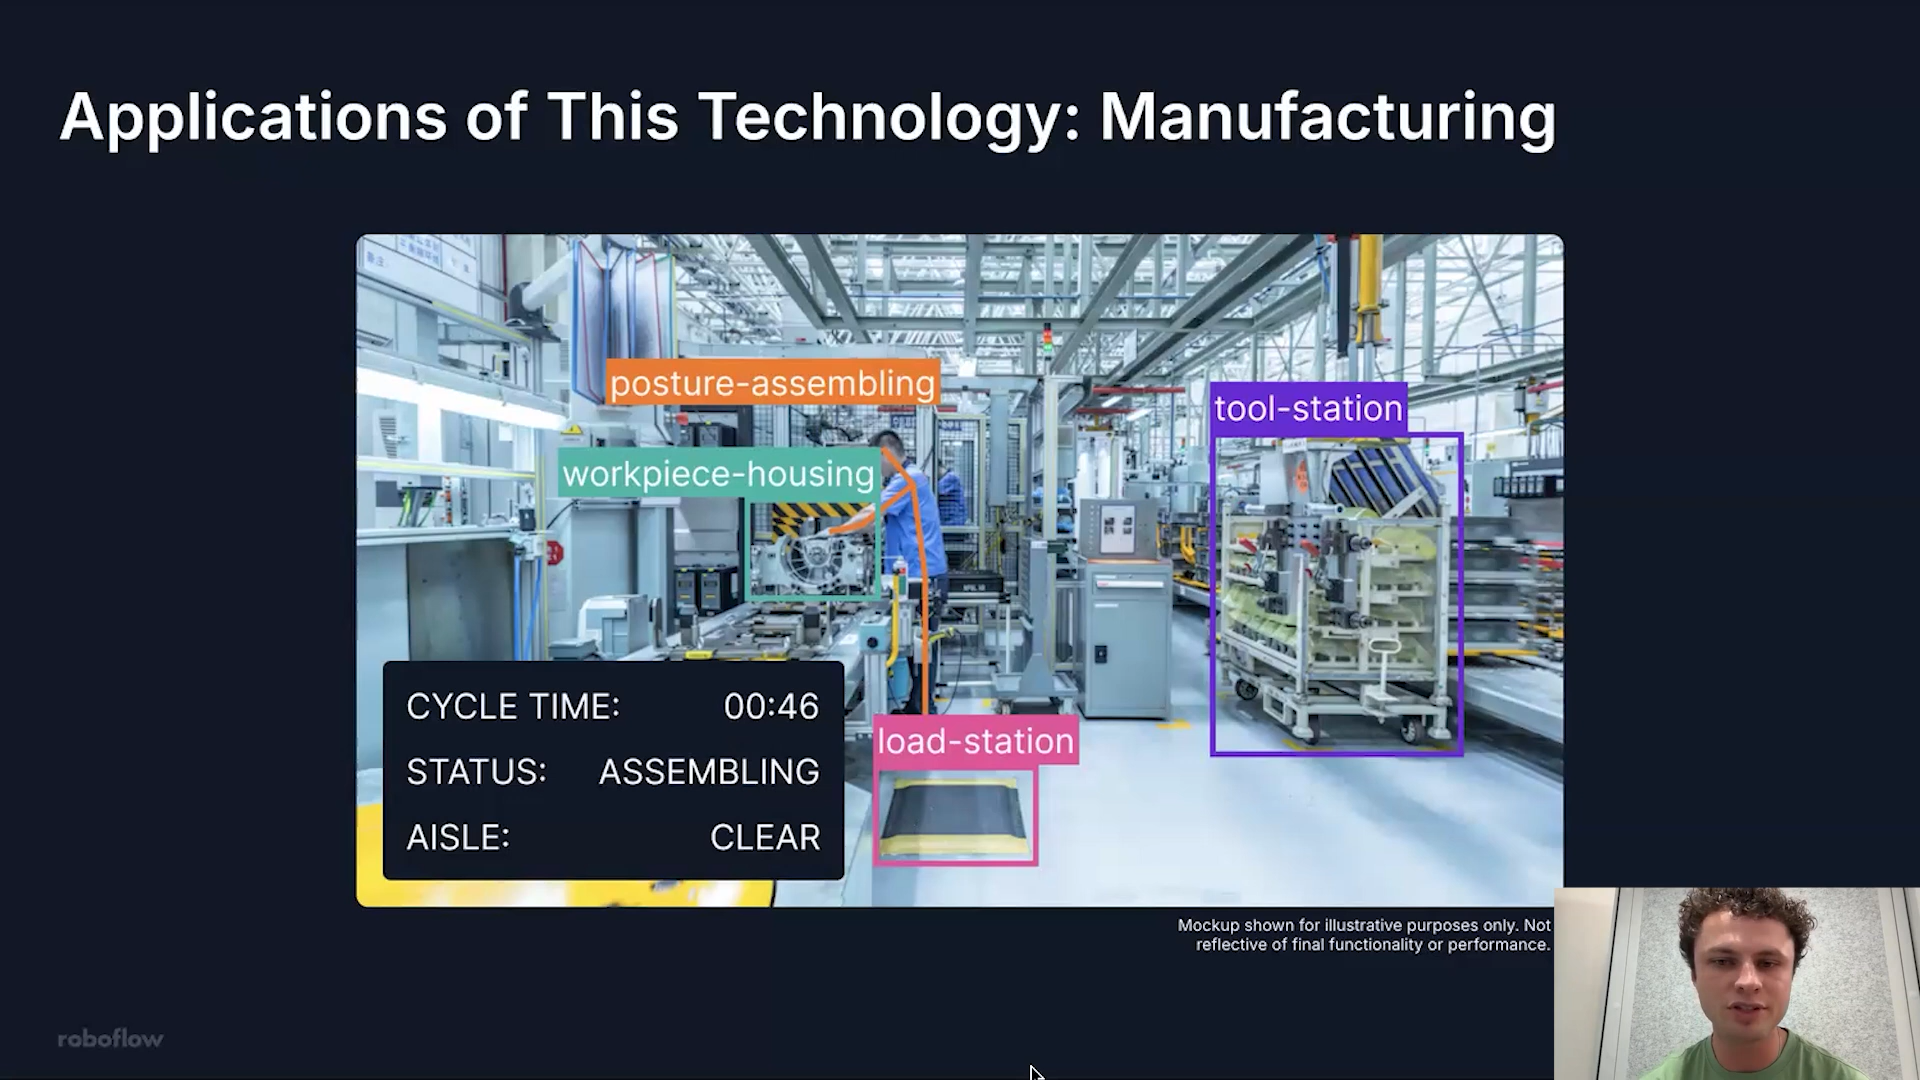 Applications of This Technology: Manufacturing
posture-assembling
tool-station
workpiece-housing
CYCLE TIME: 00:46
STATUS: ASSEMBLING
AISLE: CLEAR
load-station
Mockup shown for illustrative purposes only. Not
reflective of final functionality or performance.
roboflow